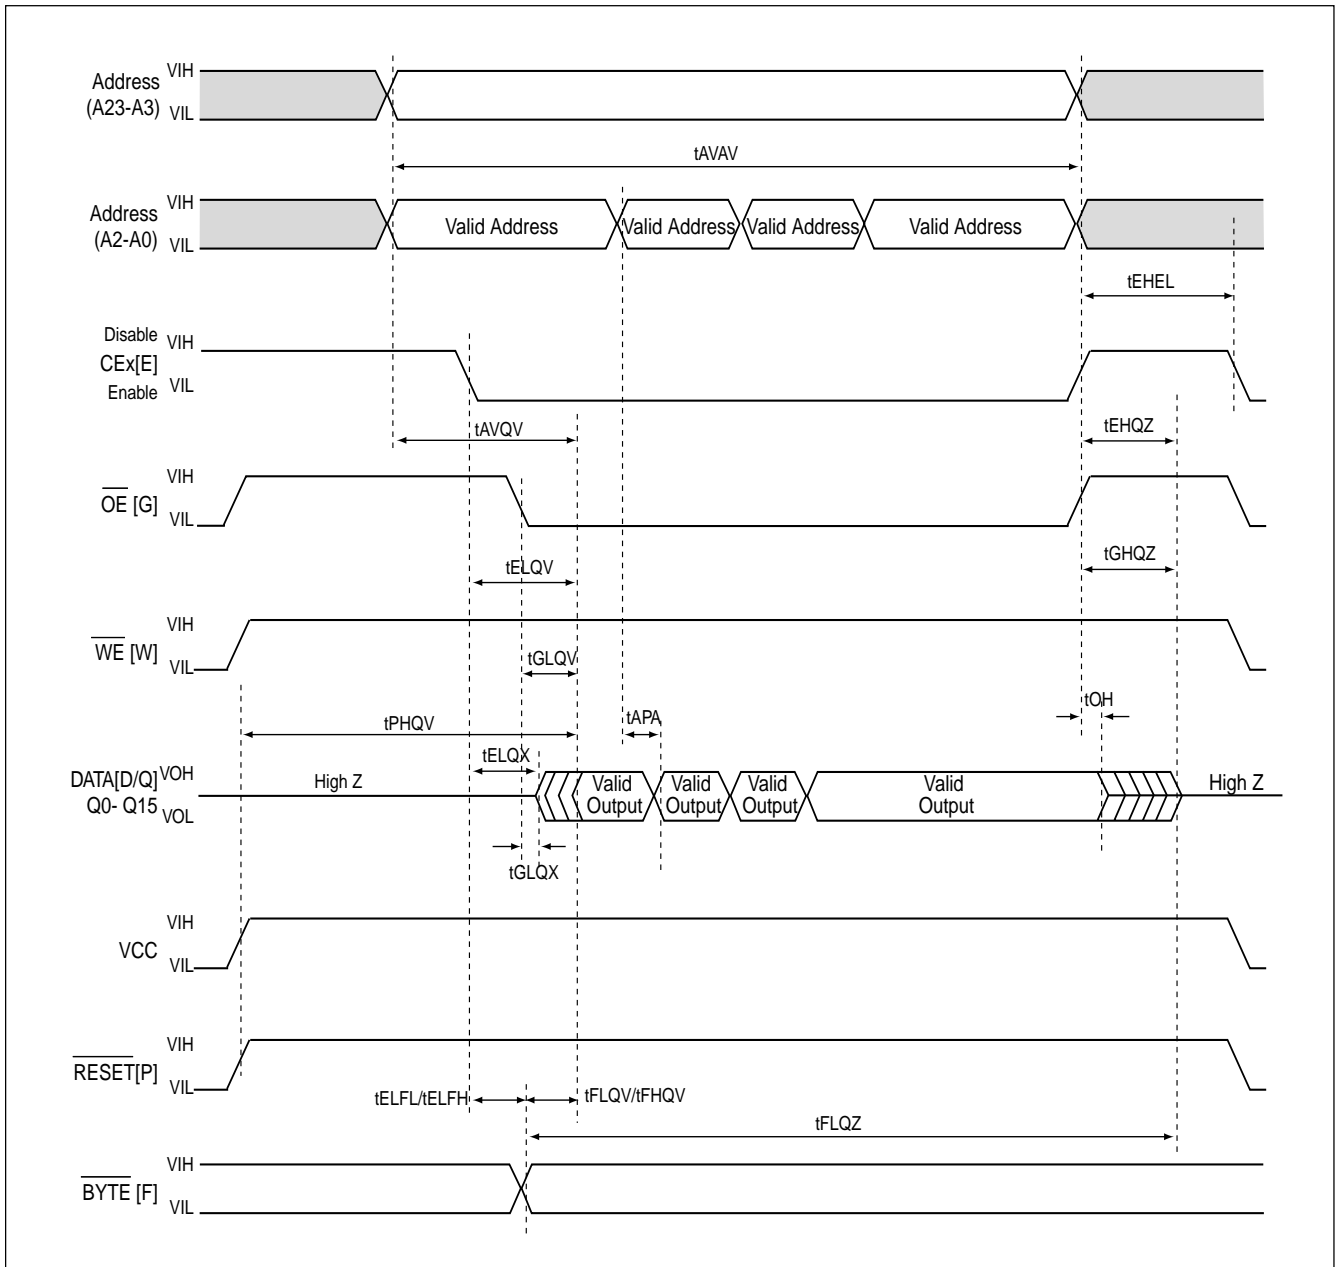 Address
(A23-A3)
VIH
VIL
tAVAV
Address
(A2-A0)
VIH
VIL
Valid Address
Valid Address
Valid Address
Valid Address
tEHEL
Disable
CEx[E]
Enable
VIH
VIL
tAVQV
tEHQZ
OE [G]
VIH
VIL
tELQV
tGHQZ
WE [W]
VIH
VIL
tGLQV
tPHQV
tAPA
tOH
tELQX
DATA[D/Q]
Q0- Q15
VOH
VOL
High Z
Valid
Output
Valid
Output
Valid
Output
Valid
Output
High Z
tGLQX
VCC
VIH
VIL
RESET[P]
VIH
VIL
tELFL/tELFH
tFLQV/tFHQV
tFLQZ
BYTE [F]
VIH
VIL